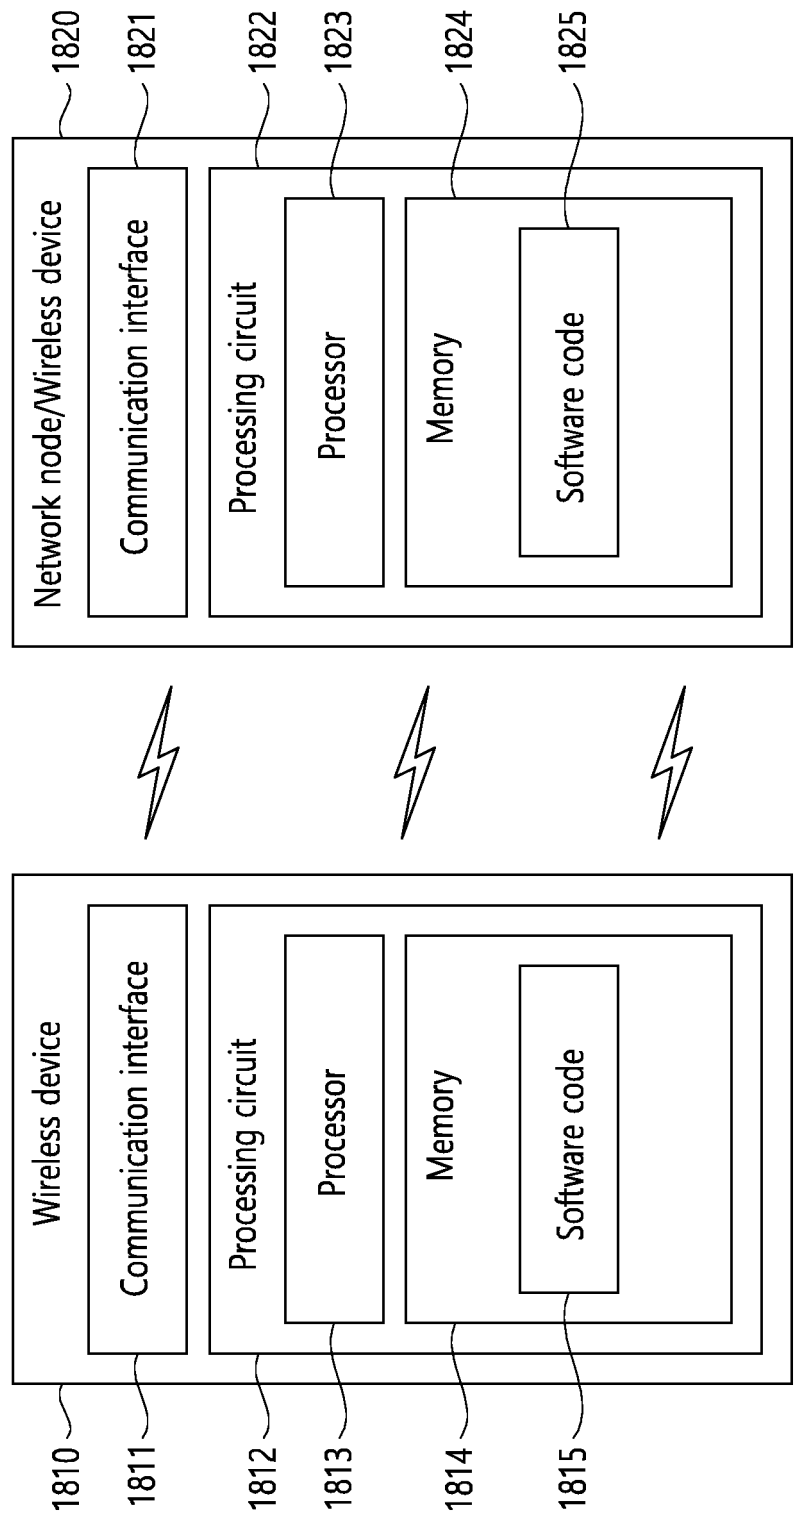 1810
Wireless device
1811
Communication interface
1812
Processing circuit
1813
Processor
1814
Memory
1815
Software code
1820
Network node/Wireless device
1821
Communication interface
1822
Processing circuit
1823
Processor
1824
Memory
1825
Software code